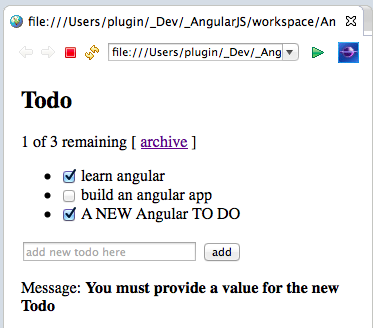 file:///Users/plugin/_Dev/_AngularJS/workspace/An
file:///Users/plugin/_Dev/_Ang
Todo
1 of 3 remaining [ archive ]
learn angular
build an angular app
A NEW Angular TO DO
add new todo here add
Message: You must provide a value for the new
Todo